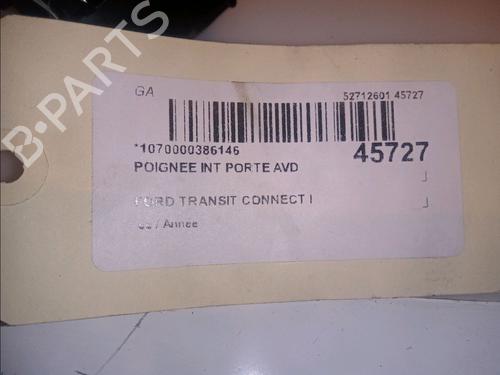 B-PARTS
GA
52712601 45727
*1070000386146
45727
POIGNEE INT PORTE AVD
FORD TRANSIT CONNECT I
/ Annee